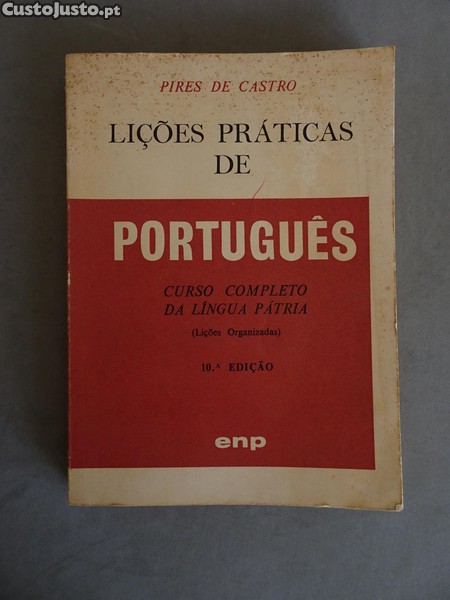 CustoJusto.pt
PIRES DE CASTRO
LIÇÕES PRÁTICAS
DE
PORTUGUÊS
CURSO COMPLETO
DA LÍNGUA PÁTRIA
(Lições Organizadas)
10.ª EDIÇÃO
enp